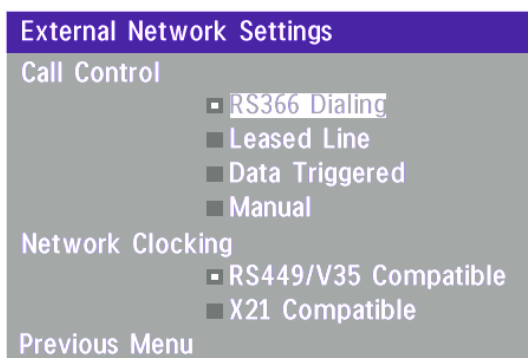 External Network Settings
Call Control
RS366 Dialing
Leased Line
Data Triggered
Manual
Network Clocking
RS449/V35 Compatible
X21 Compatible
Previous Menu